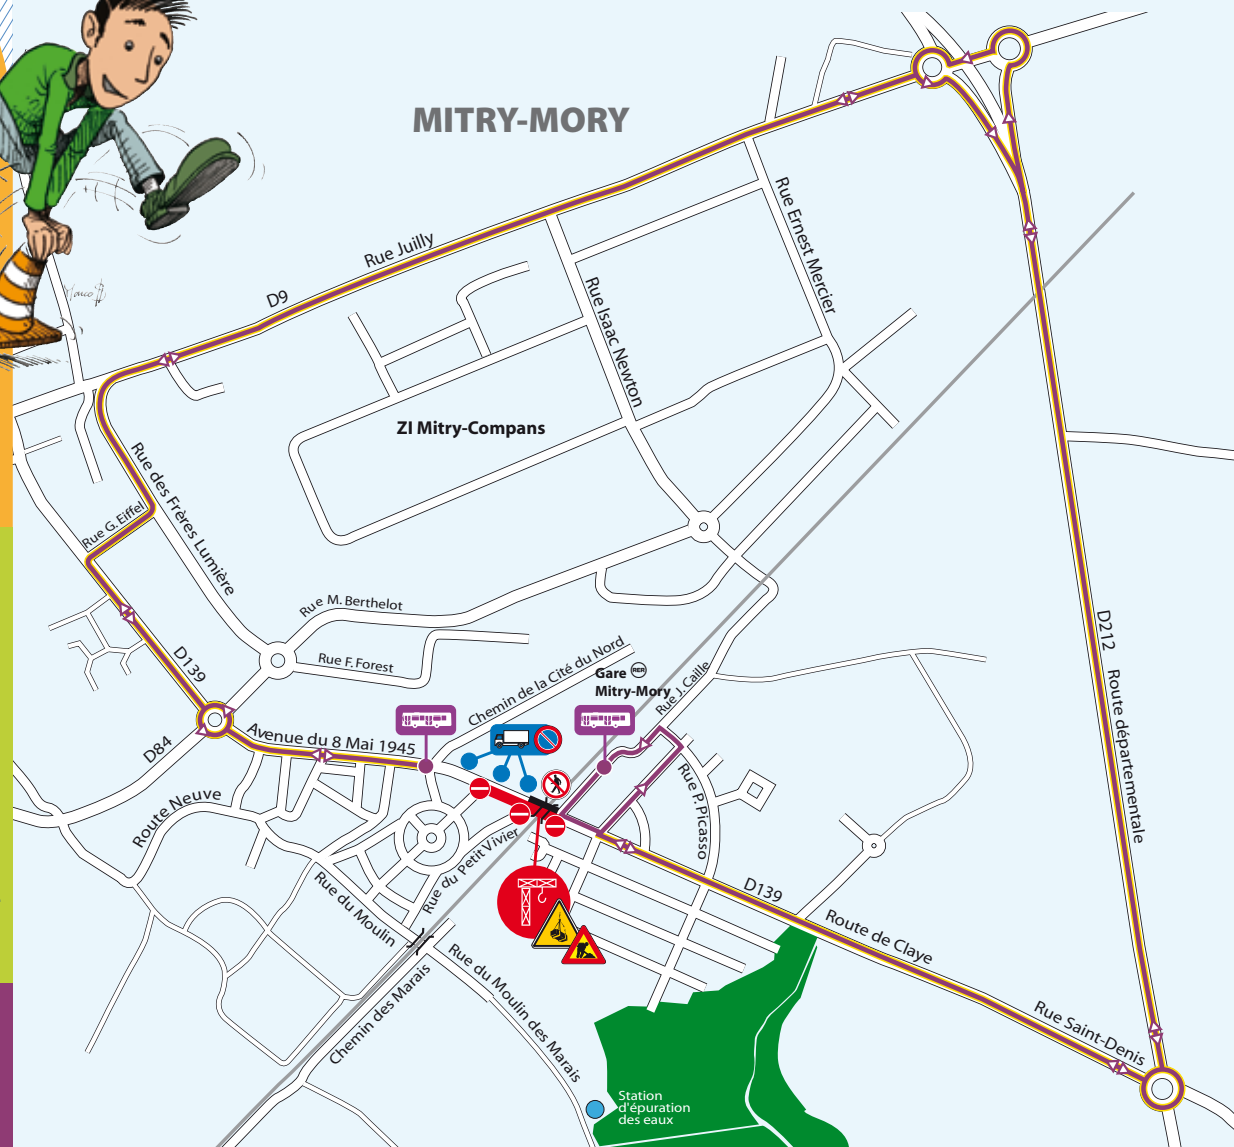 MITRY-MORY
Rue Juilly
D9
Rue Ernest Mercier
Rue Isaac Newton
ZI Mitry-Compans
Rue des Frères Lumière
Rue G. Eiffel
Rue M. Berthelot
Rue F. Forest
D139
Chemin de la Cité du Nord
Gare RER
Mitry-Mory
Rue J. Caille
D212 Route départementale
D84
Avenue du 8 Mai 1945
Route Neuve
Rue P. Picasso
Rue du Petit Vivier
Rue du Moulin
D139
Route de Claye
Rue du Moulin des Marais
Chemin des Marais
Rue Saint-Denis
Station
d'épuration
des eaux